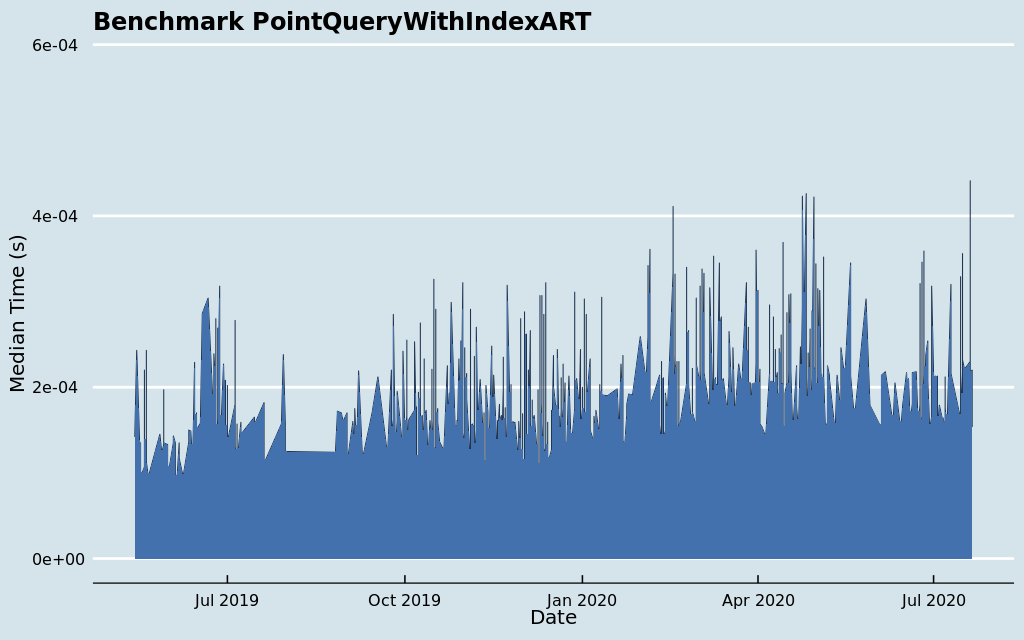 Benchmark PointQueryWithIndexART
6e-04
4e-04
2e-04
0e+00
Median Time (s)
Jul 2019
Oct 2019
Jan 2020
Apr 2020
Jul 2020
Date